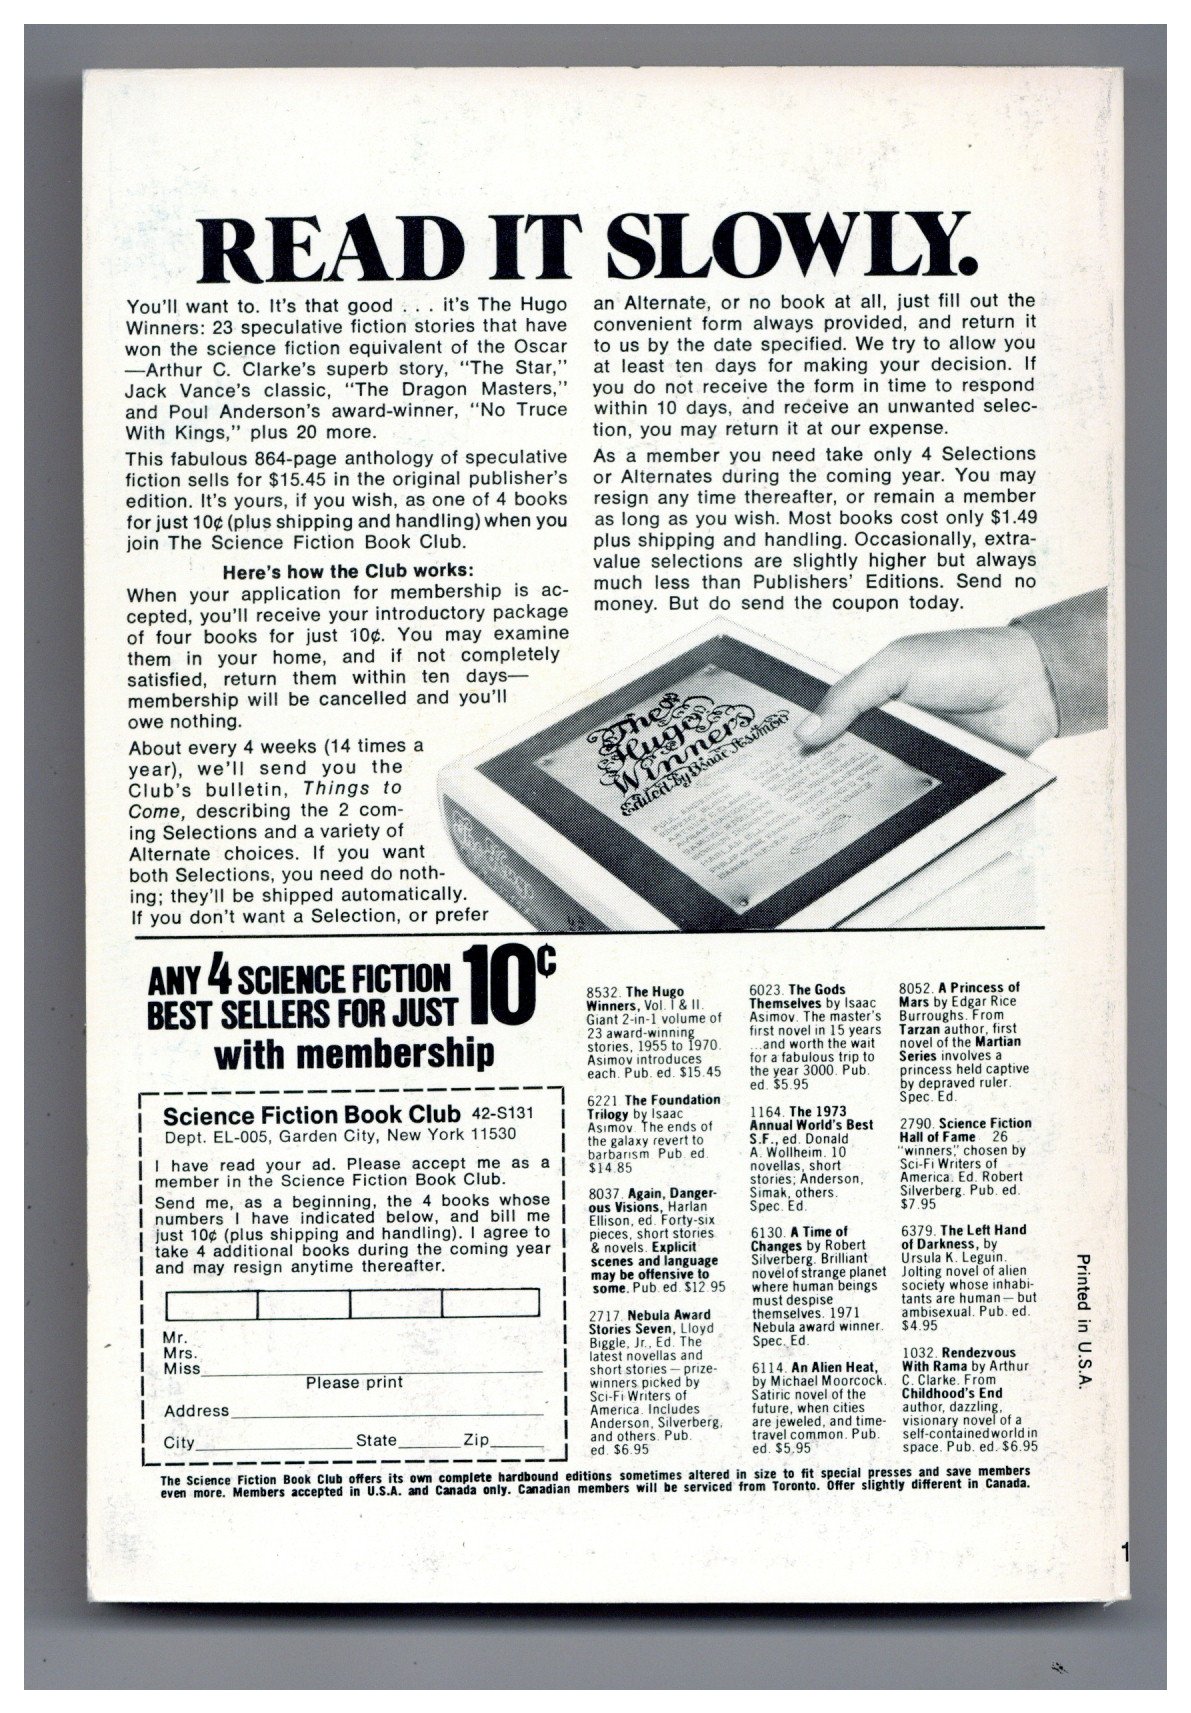 READ IT SLOWLY.
You'll want to. It's that good . . . it's The Hugo
Winners: 23 speculative fiction stories that have
won the science fiction equivalent of the Oscar
—Arthur C. Clarke's superb story, "The Star,"
Jack Vance's classic, "The Dragon Masters,"
and Poul Anderson's award-winner, "No Truce
With Kings," plus 20 more.
This fabulous 864-page anthology of speculative
fiction sells for $15.45 in the original publisher's
edition. It's yours, if you wish, as one of 4 books
for just 10¢ (plus shipping and handling) when you
join The Science Fiction Book Club.
Here's how the Club works:
When your application for membership is ac-
cepted, you'll receive your introductory package
of four books for just 10¢. You may examine
them in your home, and if not completely
satisfied, return them within ten days—
membership will be cancelled and you'll
owe nothing.
About every 4 weeks (14 times a
year), we'll send you the
Club's bulletin, Things to
Come, describing the 2 com-
ing Selections and a variety of
Alternate choices. If you want
both Selections, you need do noth-
ing; they'll be shipped automatically.
If you don't want a Selection, or prefer
an Alternate, or no book at all, just fill out the
convenient form always provided, and return it
to us by the date specified. We try to allow you
at least ten days for making your decision. If
you do not receive the form in time to respond
within 10 days, and receive an unwanted selec-
tion, you may return it at our expense.
As a member you need take only 4 Selections
or Alternates during the coming year. You may
resign any time thereafter, or remain a member
as long as you wish. Most books cost only $1.49
plus shipping and handling. Occasionally, extra-
value selections are slightly higher but always
much less than Publishers' Editions. Send no
money. But do send the coupon today.
The
Hugo
Winners
Edited by Isaac Asimov
ANY 4 SCIENCE FICTION
BEST SELLERS FOR JUST 10¢
with membership
Science Fiction Book Club 42-S131
Dept. EL-005, Garden City, New York 11530
I have read your ad. Please accept me as a
member in the Science Fiction Book Club.
Send me, as a beginning, the 4 books whose
numbers I have indicated below, and bill me
just 10¢ (plus shipping and handling). I agree to
take 4 additional books during the coming year
and may resign anytime thereafter.
Mr.
Mrs.
Miss
Please print
Address
City State Zip
8532. The Hugo
Winners, Vol. I & II.
Giant 2-in-1 volume of
23 award-winning
stories, 1955 to 1970.
Asimov introduces
each. Pub. ed. $15.45
6221 The Foundation
Trilogy by Isaac
Asimov. The ends of
the galaxy revert to
barbarism Pub. ed.
$14.85
8037. Again, Danger-
ous Visions, Harlan
Ellison, ed. Forty-six
pieces, short stories
& novels. Explicit
scenes and language
may be offensive to
some. Pub. ed. $12.95
2717. Nebula Award
Stories Seven, Lloyd
Biggle, Jr., Ed. The
latest novellas and
short stories — prize-
winners picked by
Sci-Fi Writers of
America. Includes
Anderson, Silverberg,
and others. Pub.
ed. $6.95
6023. The Gods
Themselves by Isaac
Asimov. The master's
first novel in 15 years
...and worth the wait
for a fabulous trip to
the year 3000. Pub.
ed. $5.95
1164. The 1973
Annual World's Best
S.F., ed. Donald
A. Wollheim. 10
novellas, short
stories; Anderson,
Simak, others.
Spec. Ed.
6130. A Time of
Changes by Robert
Silverberg. Brilliant
novel of strange planet
where human beings
must despise
themselves. 1971
Nebula award winner.
Spec. Ed.
6114. An Alien Heat,
by Michael Moorcock.
Satiric novel of the
future, when cities
are jeweled, and time-
travel common. Pub.
ed. $5.95
8052. A Princess of
Mars by Edgar Rice
Burroughs. From
Tarzan author, first
novel of the Martian
Series involves a
princess held captive
by depraved ruler.
Spec. Ed.
2790. Science Fiction
Hall of Fame 26
"winners," chosen by
Sci-Fi Writers of
America. Ed. Robert
Silverberg. Pub. ed.
$7.95
6379. The Left Hand
of Darkness, by
Ursula K. Leguin.
Jolting novel of alien
society whose inhabi-
tants are human — but
ambisexual. Pub. ed.
$4.95
1032. Rendezvous
With Rama by Arthur
C. Clarke. From
Childhood's End
author, dazzling,
visionary novel of a
self-contained world in
space. Pub. ed. $6.95
Printed in U.S.A.
The Science Fiction Book Club offers its own complete hardbound editions sometimes altered in size to fit special presses and save members
even more. Members accepted in U.S.A. and Canada only. Canadian members will be serviced from Toronto. Offer slightly different in Canada.
1